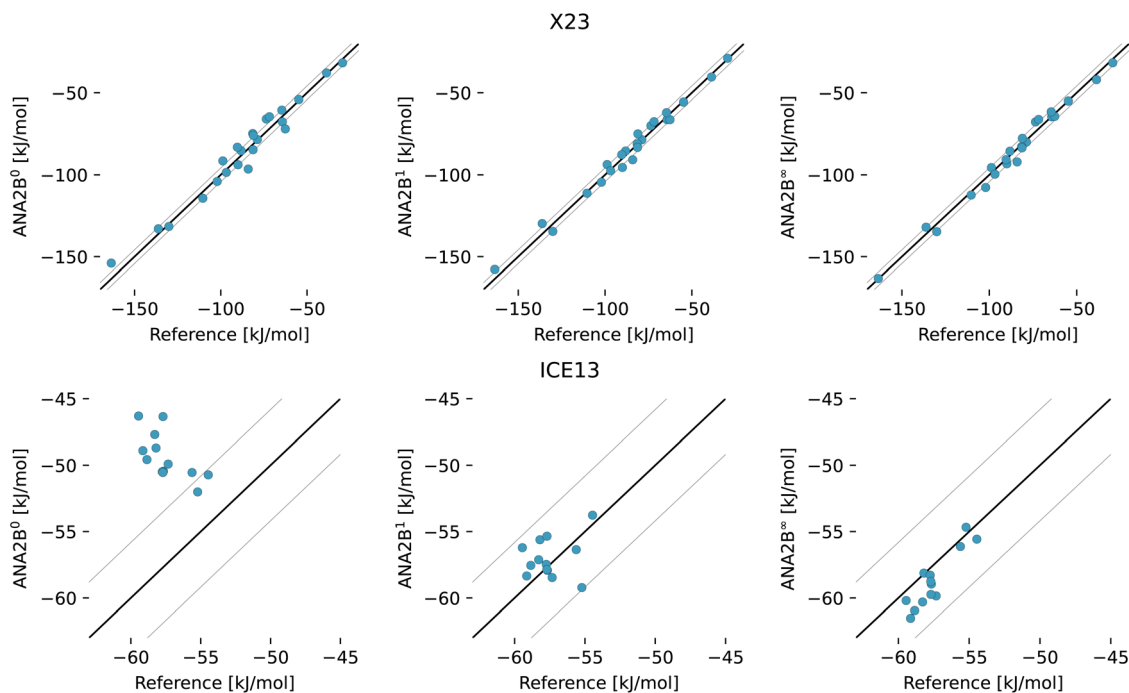 X23
ANA2B⁰ [kJ/mol]
−50
−100
−150
−150 −100 −50
Reference [kJ/mol]
ANA2B¹ [kJ/mol]
−50
−100
−150
−150 −100 −50
Reference [kJ/mol]
ANA2B∞ [kJ/mol]
−50
−100
−150
−150 −100 −50
Reference [kJ/mol]
ICE13
ANA2B⁰ [kJ/mol]
−45
−50
−55
−60
−60 −55 −50 −45
Reference [kJ/mol]
ANA2B¹ [kJ/mol]
−45
−50
−55
−60
−60 −55 −50 −45
Reference [kJ/mol]
ANA2B∞ [kJ/mol]
−45
−50
−55
−60
−60 −55 −50 −45
Reference [kJ/mol]